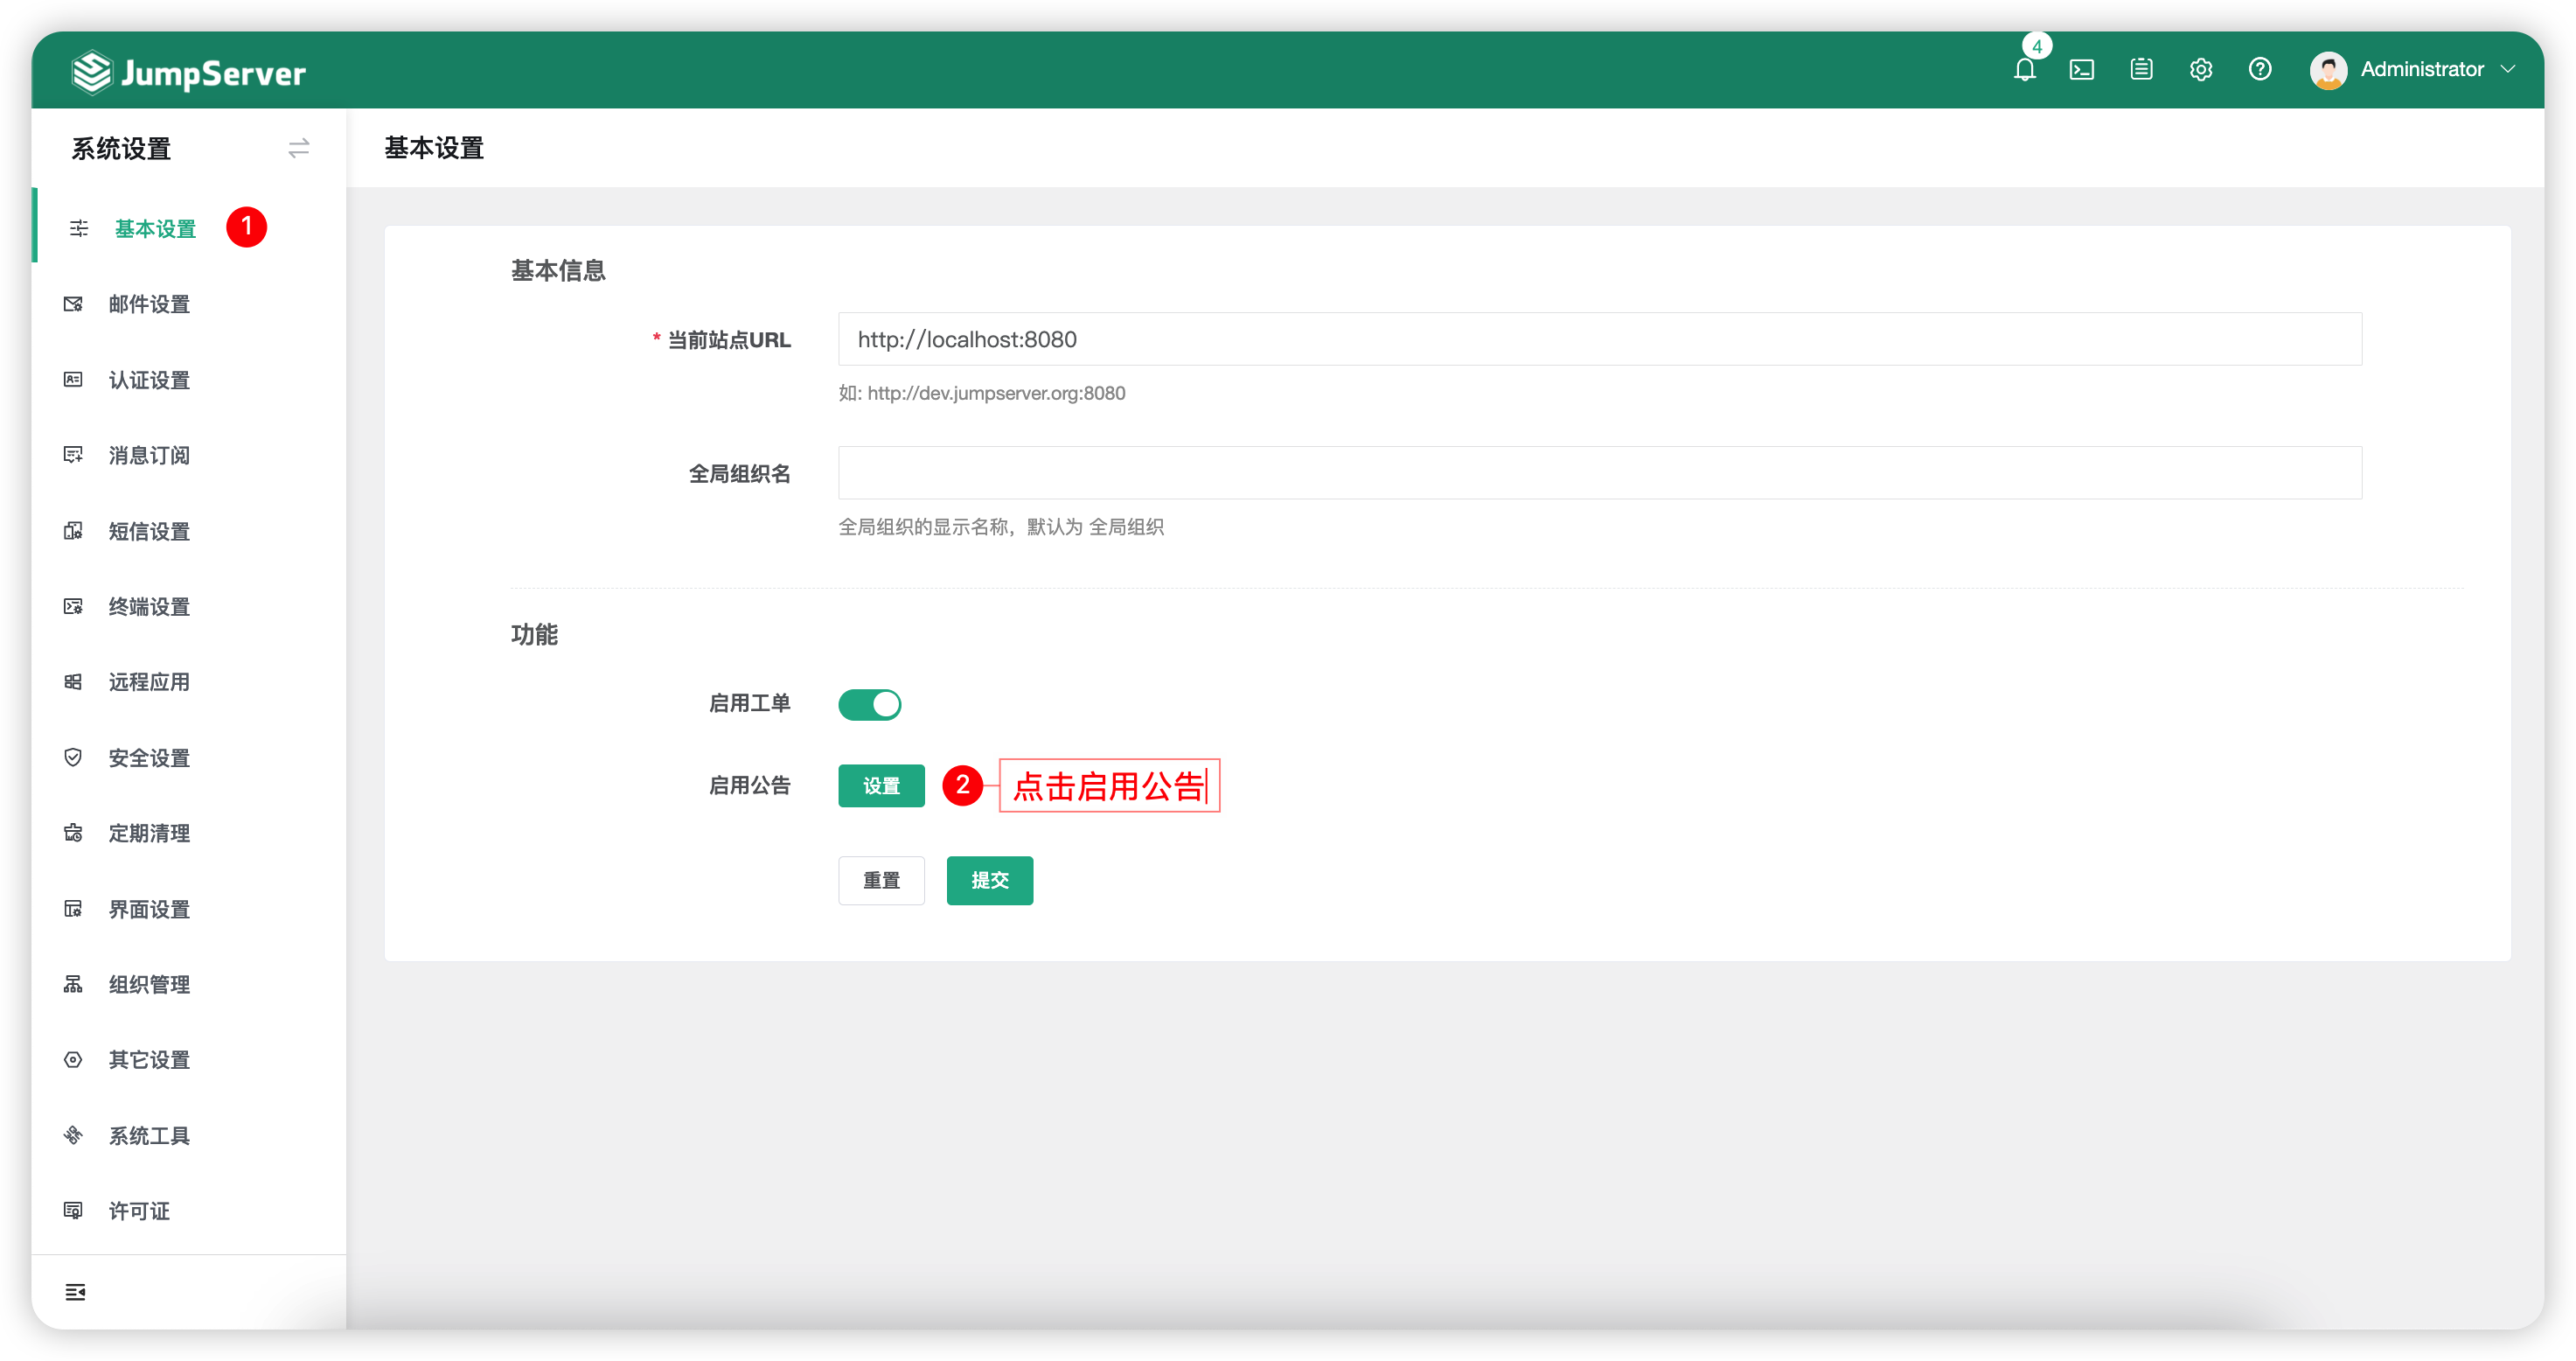 JumpServer
4
Administrator
系统设置
基本设置
基本设置
1
邮件设置
认证设置
消息订阅
短信设置
终端设置
远程应用
安全设置
定期清理
界面设置
组织管理
其它设置
系统工具
许可证
基本信息
* 当前站点URL
http://localhost:8080
如: http://dev.jumpserver.org:8080
全局组织名
全局组织的显示名称，默认为 全局组织
功能
启用工单
启用公告
设置
2
点击启用公告
重置
提交